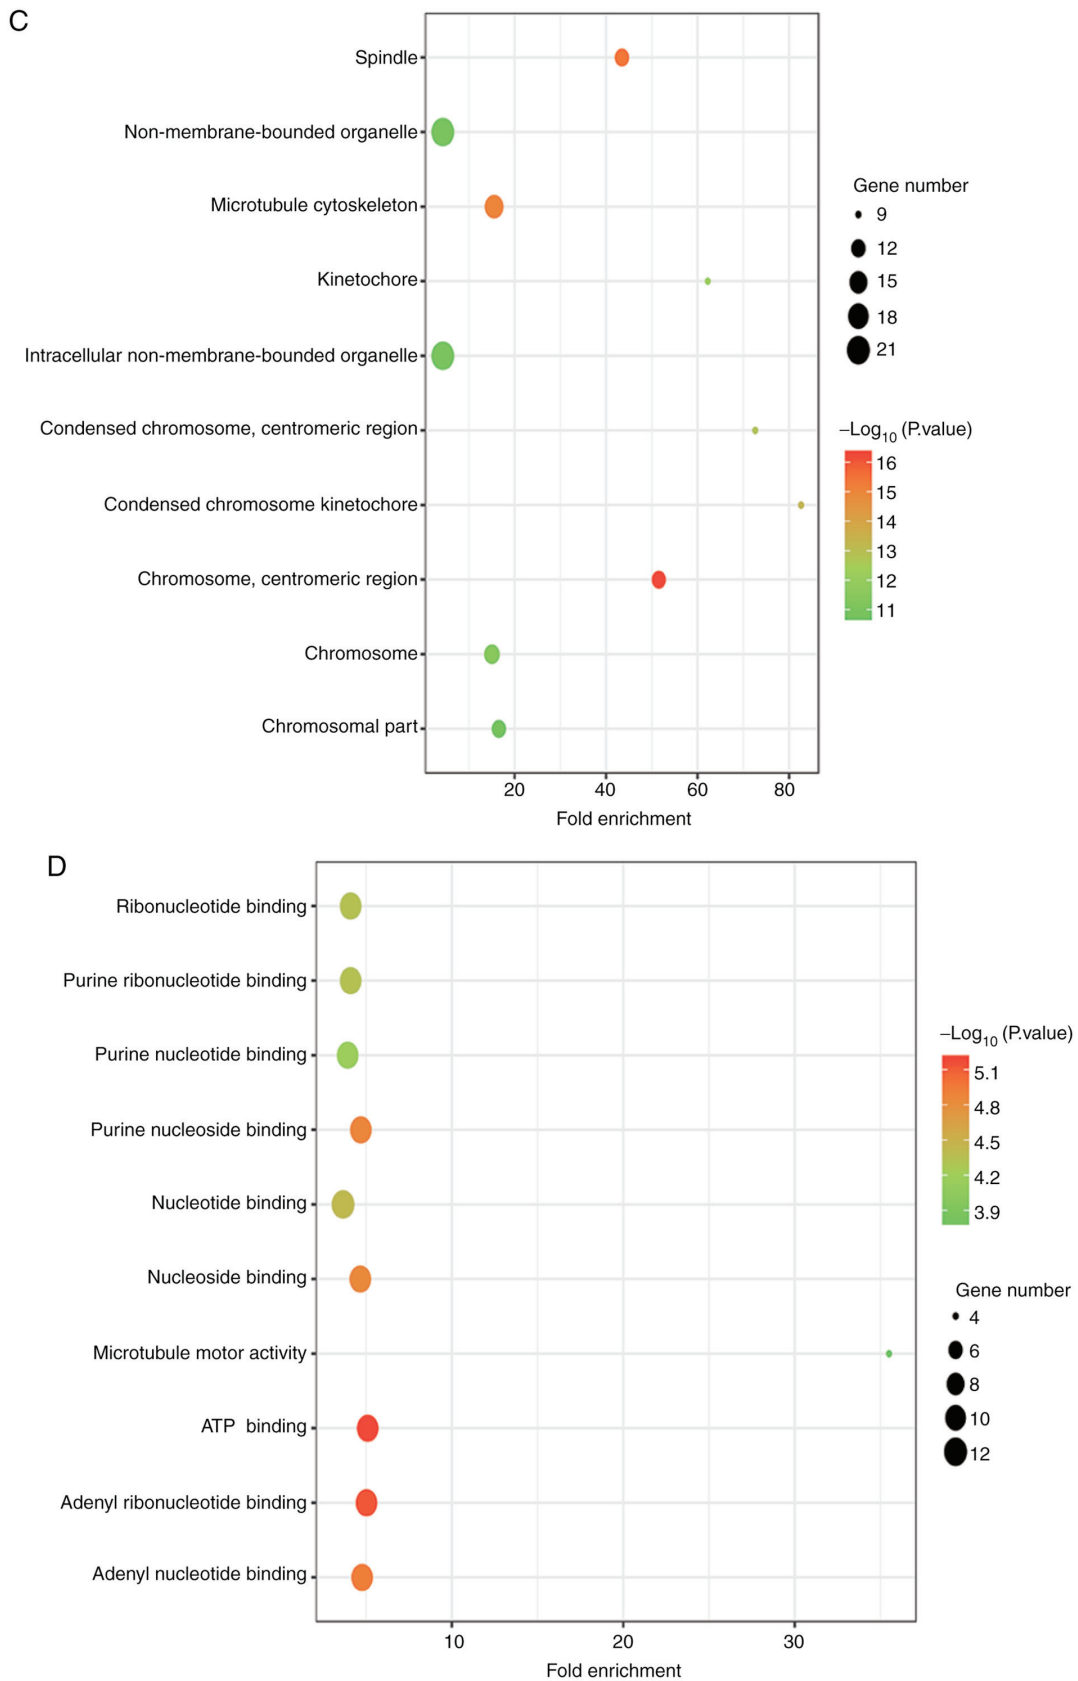 C
Spindle
Non-membrane-bounded organelle
Microtubule cytoskeleton
Kinetochore
Intracellular non-membrane-bounded organelle
Condensed chromosome, centromeric region
Condensed chromosome kinetochore
Chromosome, centromeric region
Chromosome
Chromosomal part
20 40 60 80
Fold enrichment
Gene number
9
12
15
18
21
–Log10 (P.value)
16
15
14
13
12
11
D
Ribonucleotide binding
Purine ribonucleotide binding
Purine nucleotide binding
Purine nucleoside binding
Nucleotide binding
Nucleoside binding
Microtubule motor activity
ATP binding
Adenyl ribonucleotide binding
Adenyl nucleotide binding
10 20 30
Fold enrichment
–Log10 (P.value)
5.1
4.8
4.5
4.2
3.9
Gene number
4
6
8
10
12